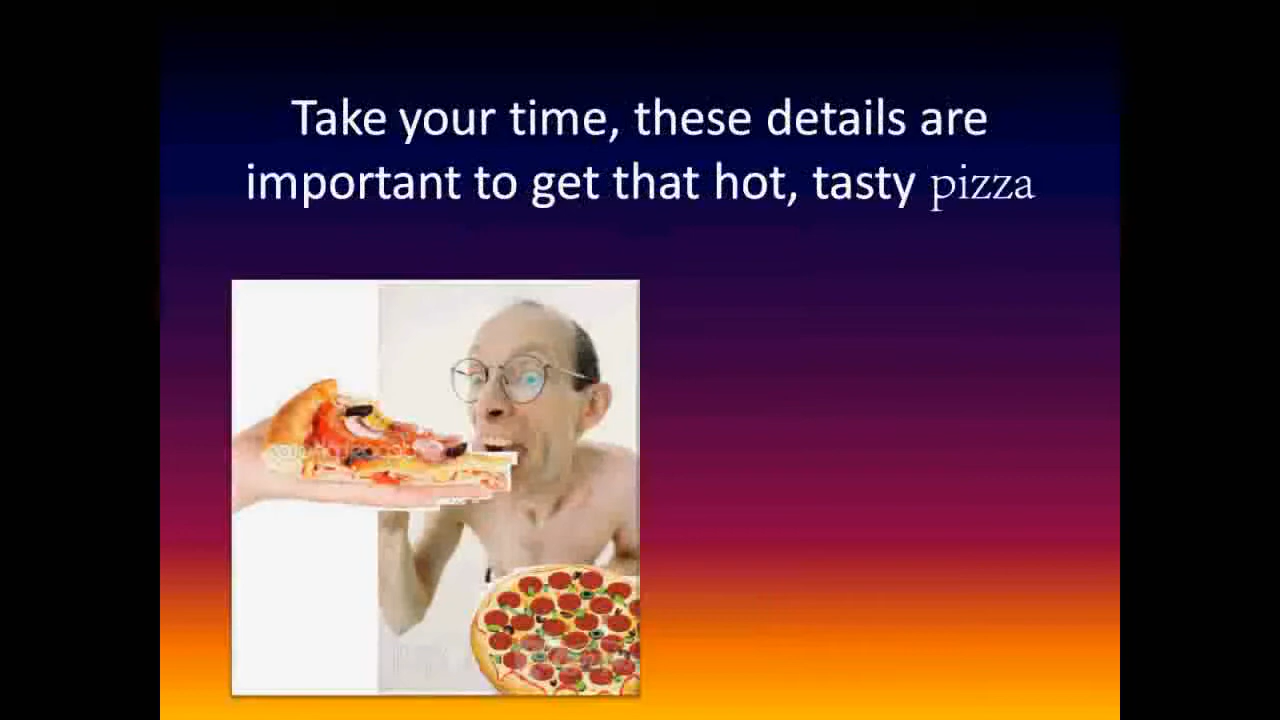 Take your time, these details are
important to get that hot, tasty pizza